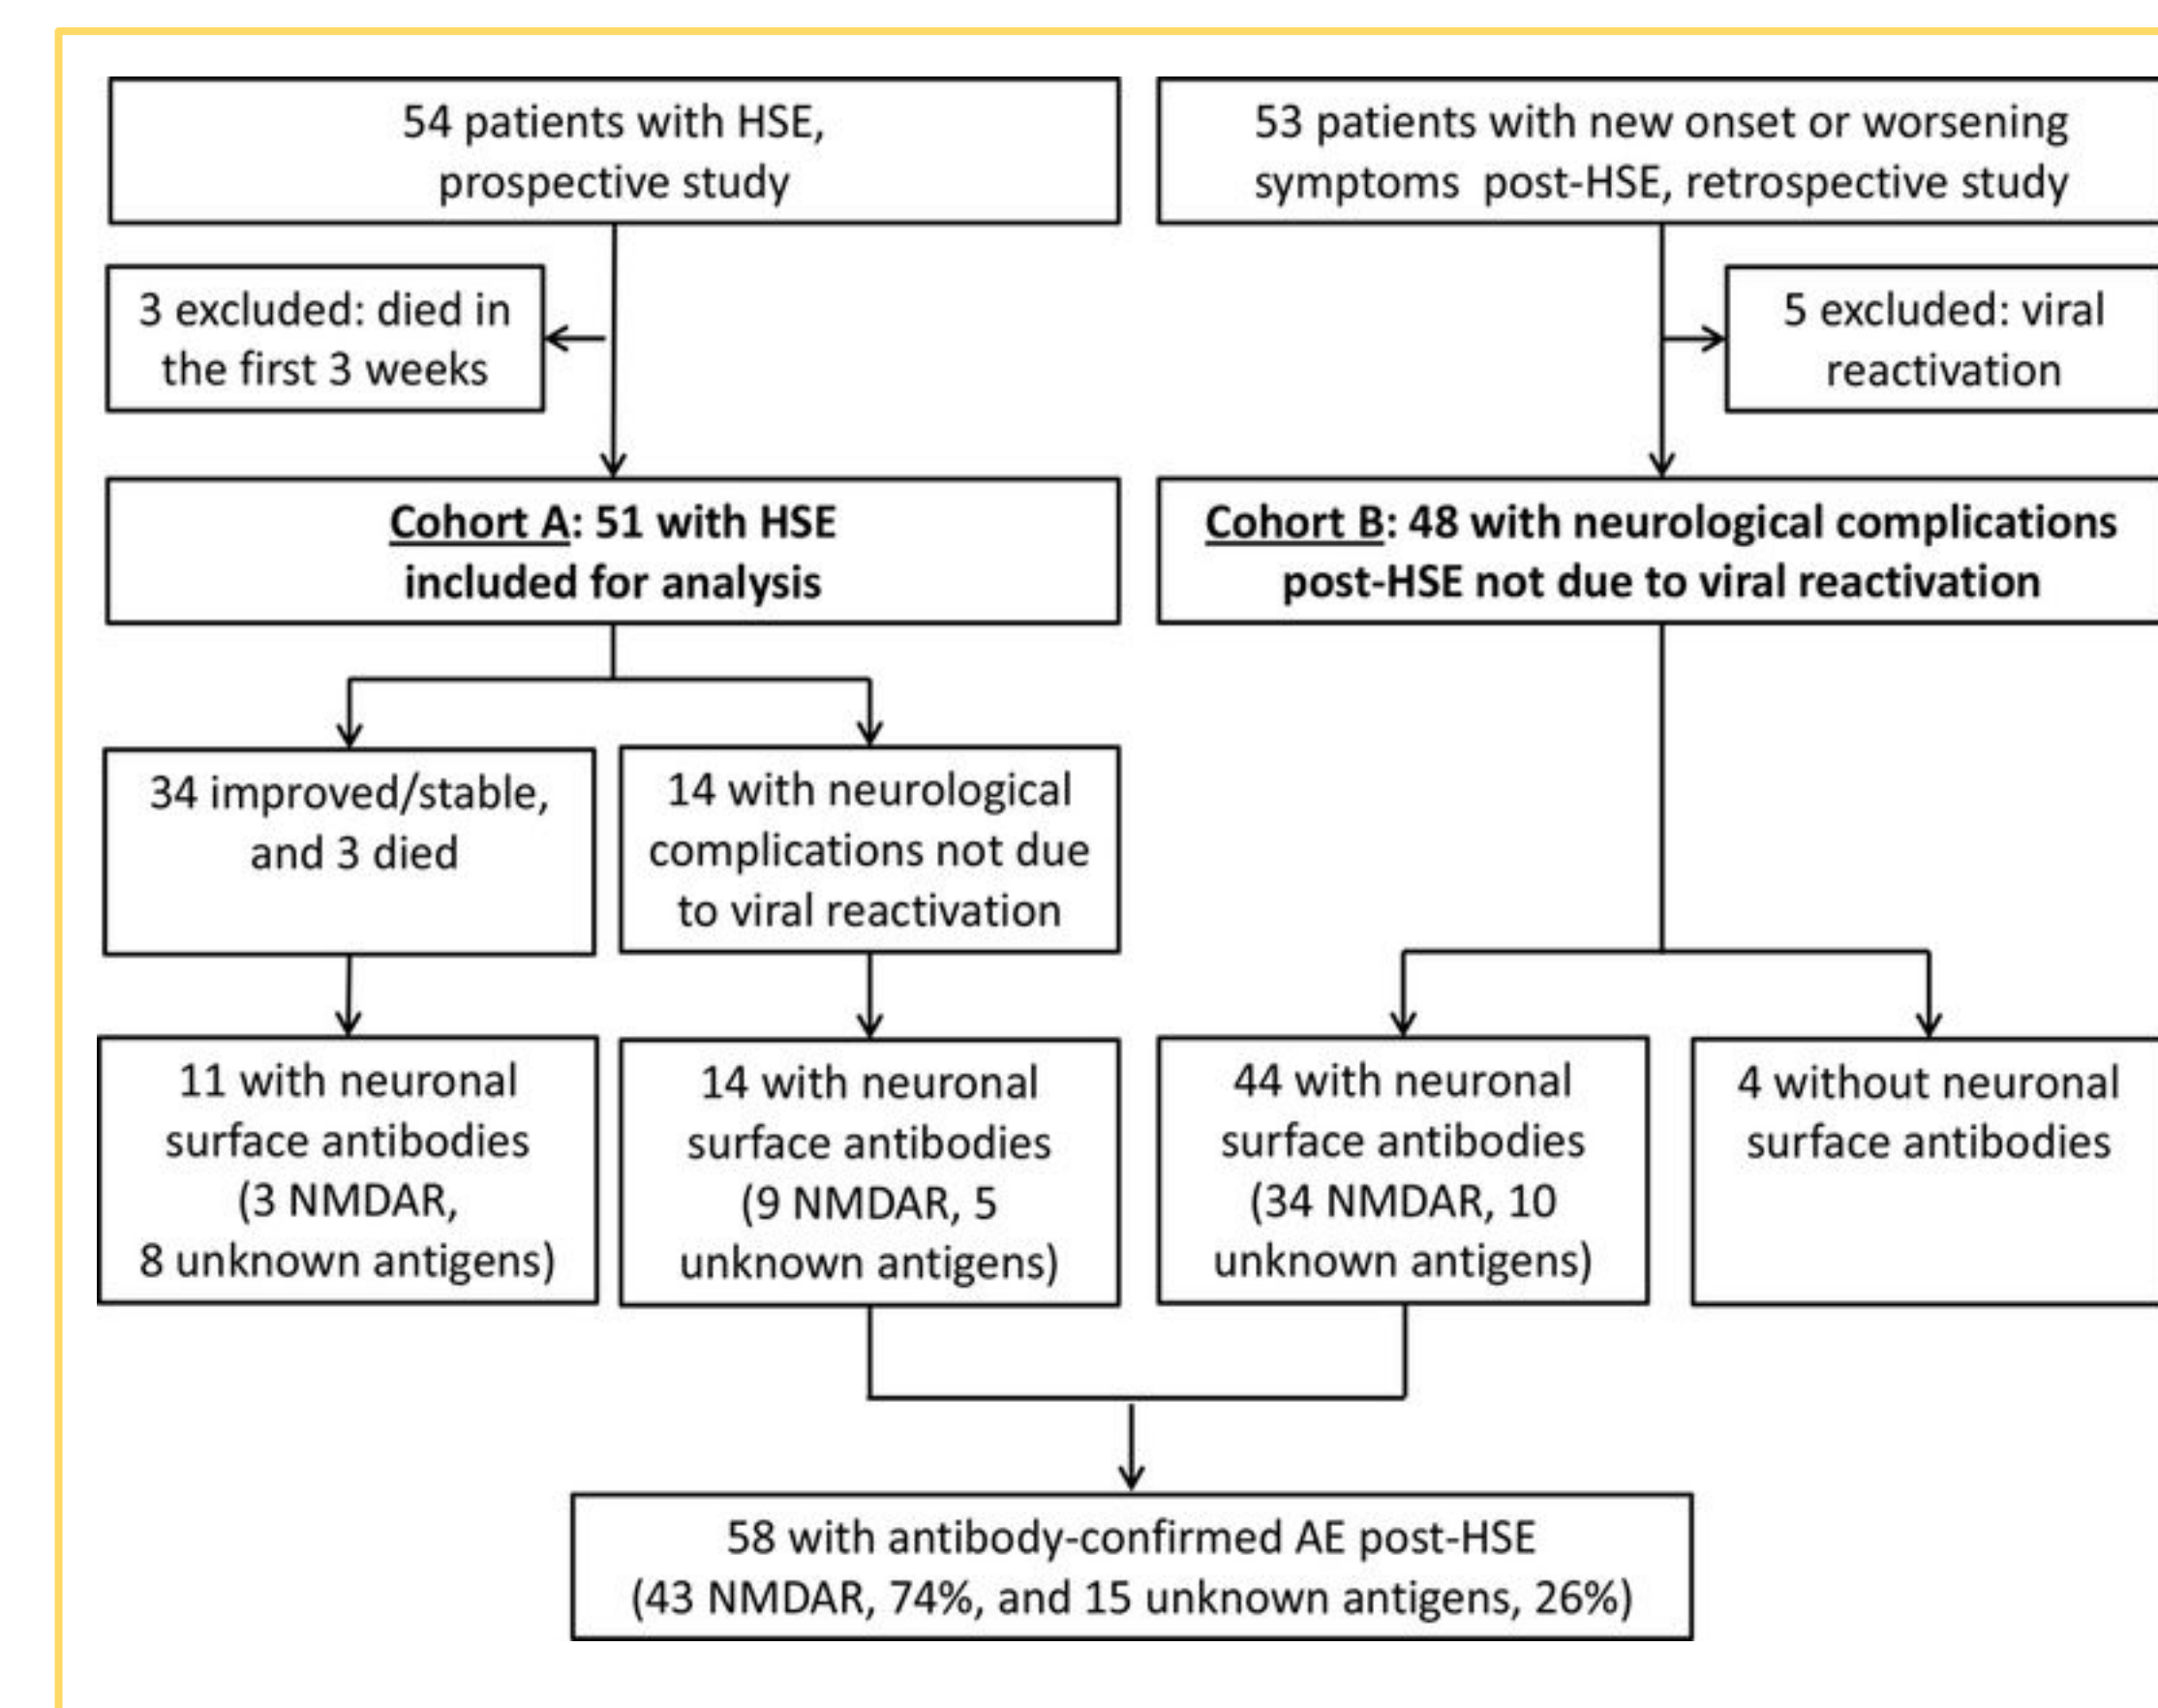 54 patients with HSE,
prospective study
53 patients with new onset or worsening
symptoms post-HSE, retrospective study
3 excluded: died in
the first 3 weeks
5 excluded: viral
reactivation
Cohort A: 51 with HSE
included for analysis
Cohort B: 48 with neurological complications
post-HSE not due to viral reactivation
34 improved/stable,
and 3 died
14 with neurological
complications not due
to viral reactivation
11 with neuronal
surface antibodies
(3 NMDAR,
8 unknown antigens)
14 with neuronal
surface antibodies
(9 NMDAR, 5
unknown antigens)
44 with neuronal
surface antibodies
(34 NMDAR, 10
unknown antigens)
4 without neuronal
surface antibodies
58 with antibody-confirmed AE post-HSE
(43 NMDAR, 74%, and 15 unknown antigens, 26%)